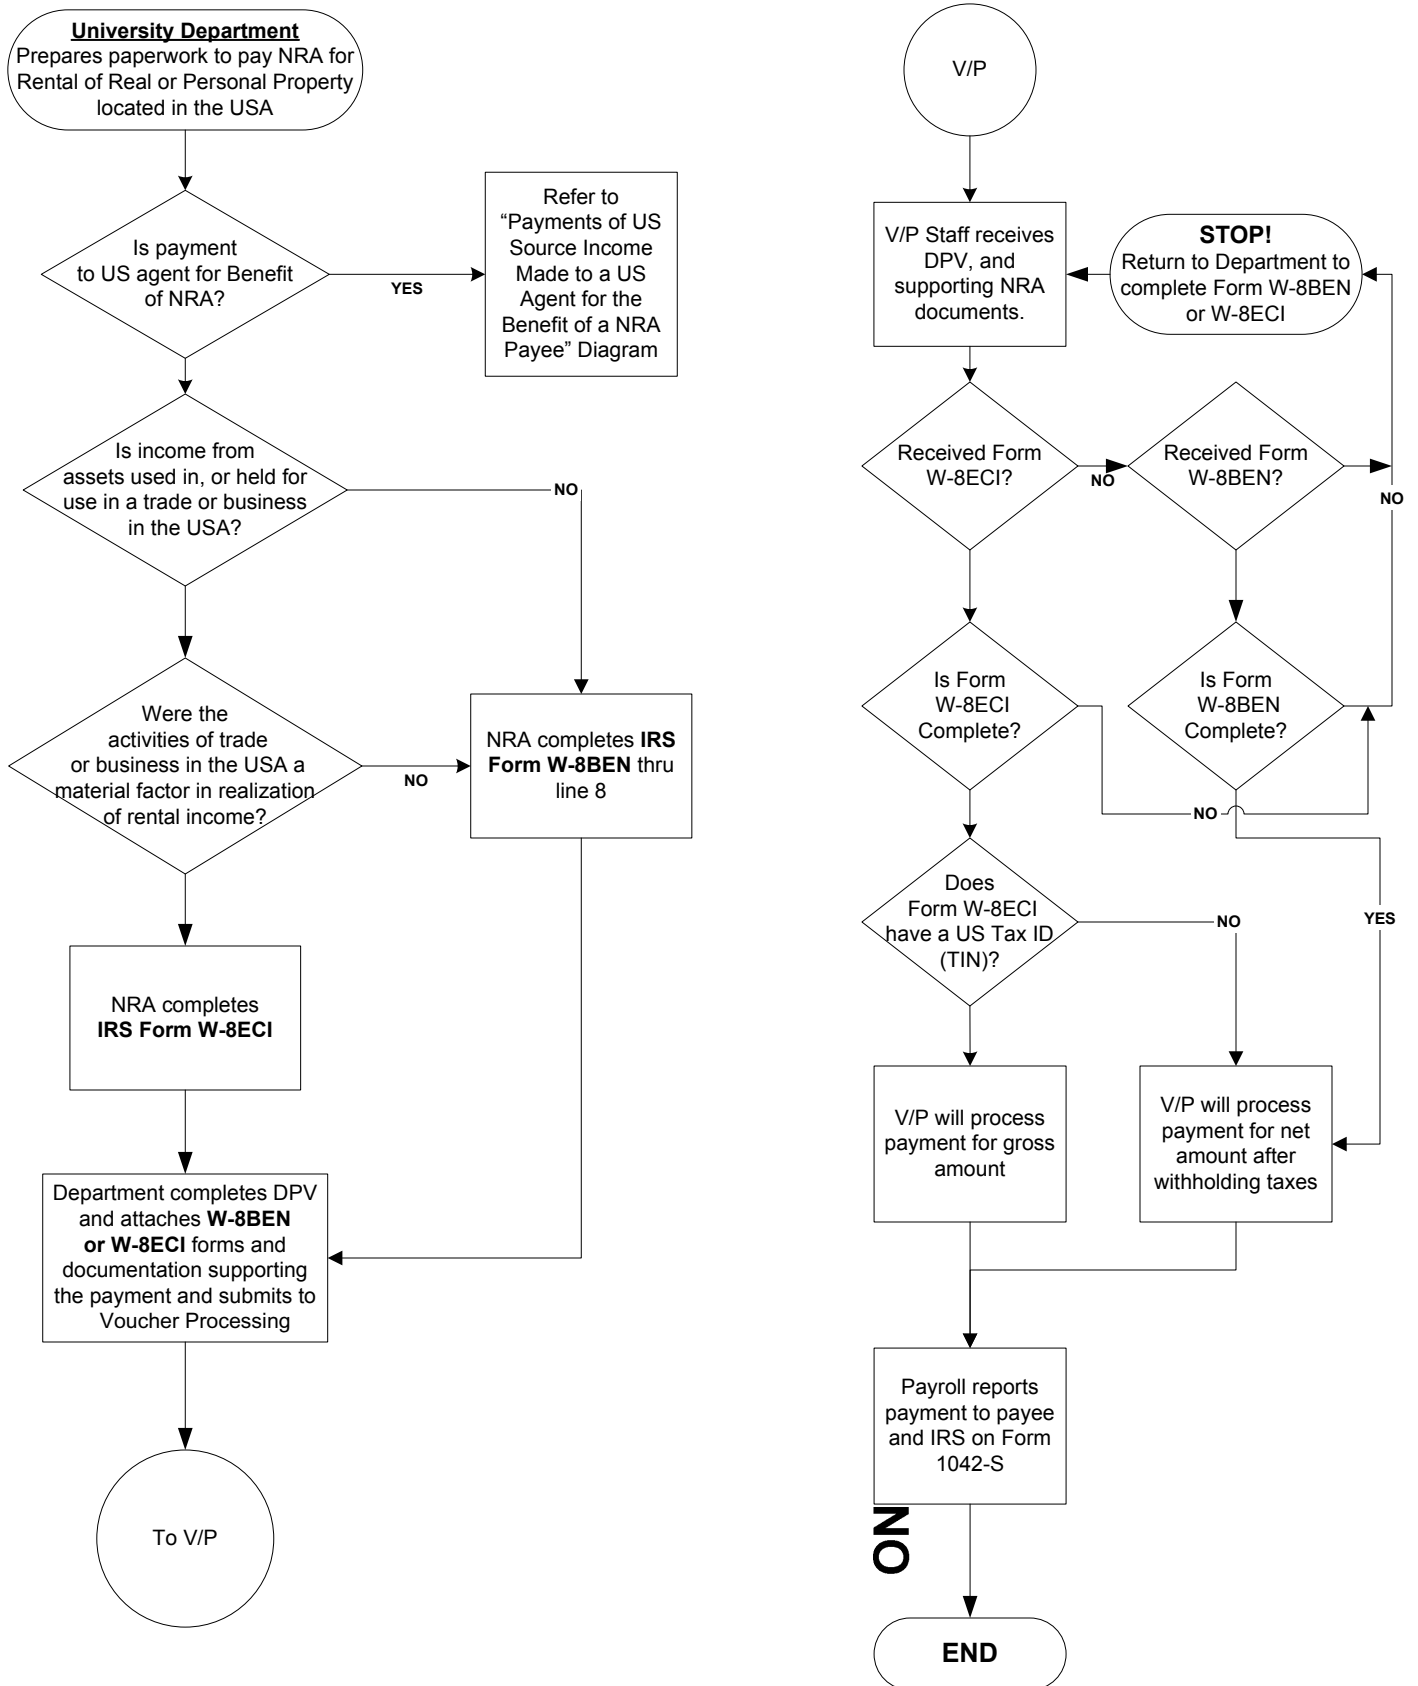 University Department
Prepares paperwork to pay NRA for
Rental of Real or Personal Property
located in the USA
Is payment
to US agent for Benefit
of NRA?
YES
Refer to
“Payments of US
Source Income
Made to a US
Agent for the
Benefit of a NRA
Payee” Diagram
Is income from
assets used in, or held for
use in a trade or business
in the USA?
NO
Were the
activities of trade
or business in the USA a
material factor in realization
of rental income?
NO
NRA completes IRS
Form W-8BEN thru
line 8
NRA completes
IRS Form W-8ECI
Department completes DPV
and attaches W-8BEN
or W-8ECI forms and
documentation supporting
the payment and submits to
Voucher Processing
To V/P
V/P
V/P Staff receives
DPV, and
supporting NRA
documents.
STOP!
Return to Department to
complete Form W-8BEN
or W-8ECI
Received Form
W-8ECI?
NO
Received Form
W-8BEN?
NO
Is Form
W-8ECI
Complete?
Is Form
W-8BEN
Complete?
NO
Does
Form W-8ECI
have a US Tax ID
(TIN)?
NO
YES
V/P will process
payment for gross
amount
V/P will process
payment for net
amount after
withholding taxes
Payroll reports
payment to payee
and IRS on Form
1042-S
NO
END